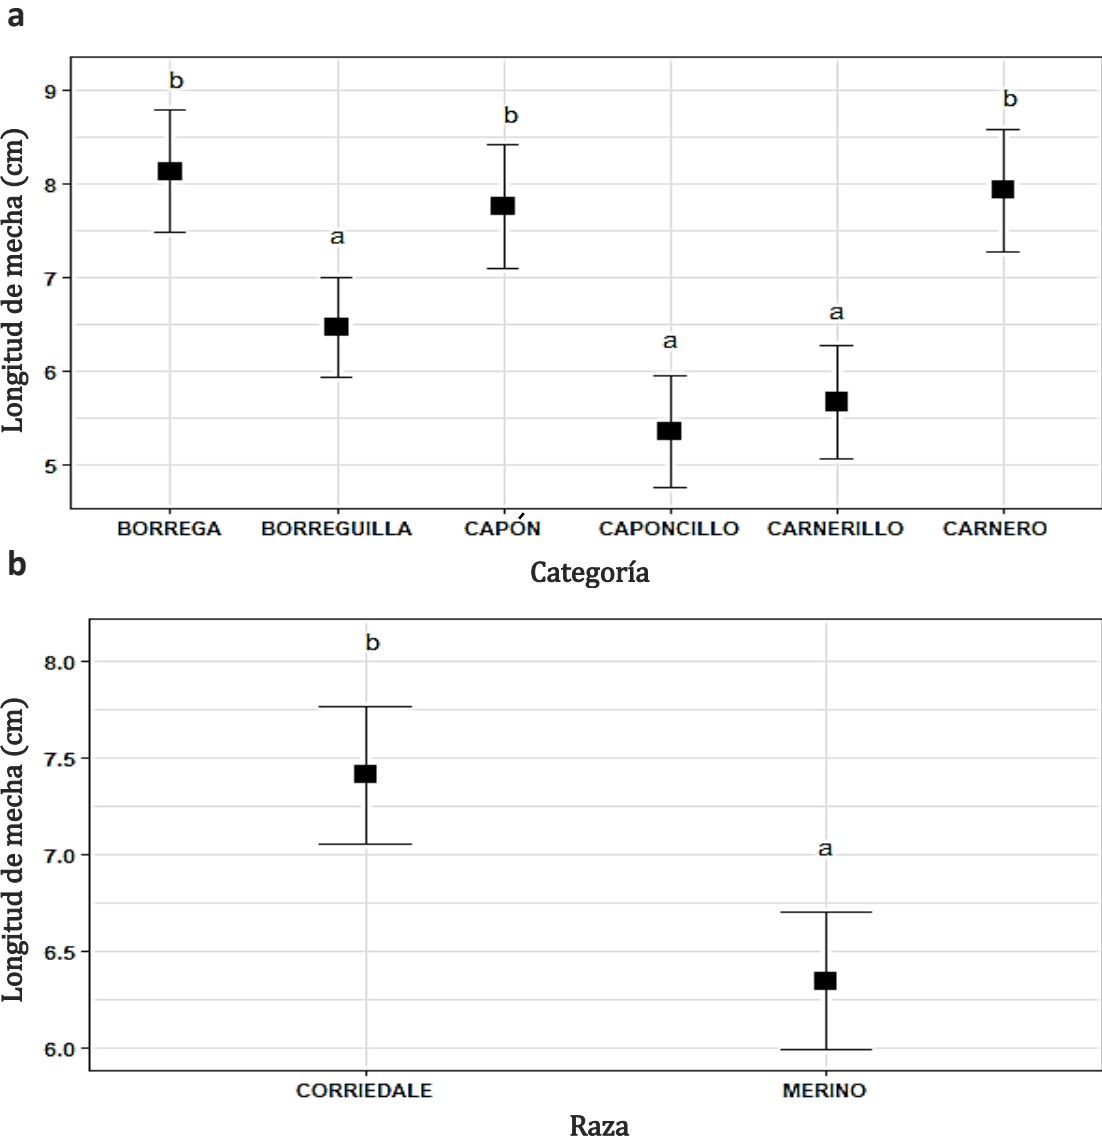 a
Longitud de mecha (cm)
9
8
7
6
5
b
a
b
a
a
b
BORREGA BORREGUILLA CAPÓN CAPONCILLO CARNERILLO CARNERO
Categoría
b
Longitud de mecha (cm)
8.0
7.5
7.0
6.5
6.0
b
a
CORRIEDALE MERINO
Raza